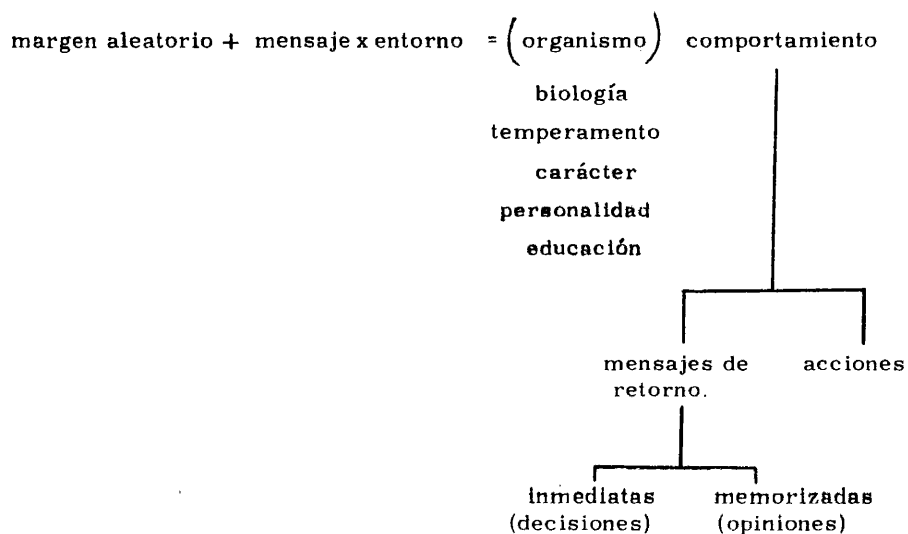 margen aleatorio + mensaje x entorno = (organismo) comportamiento
biología
temperamento
carácter
personalidad
educación
mensajes de acciones
retorno.
inmediatas memorizadas
(decisiones) (opiniones)